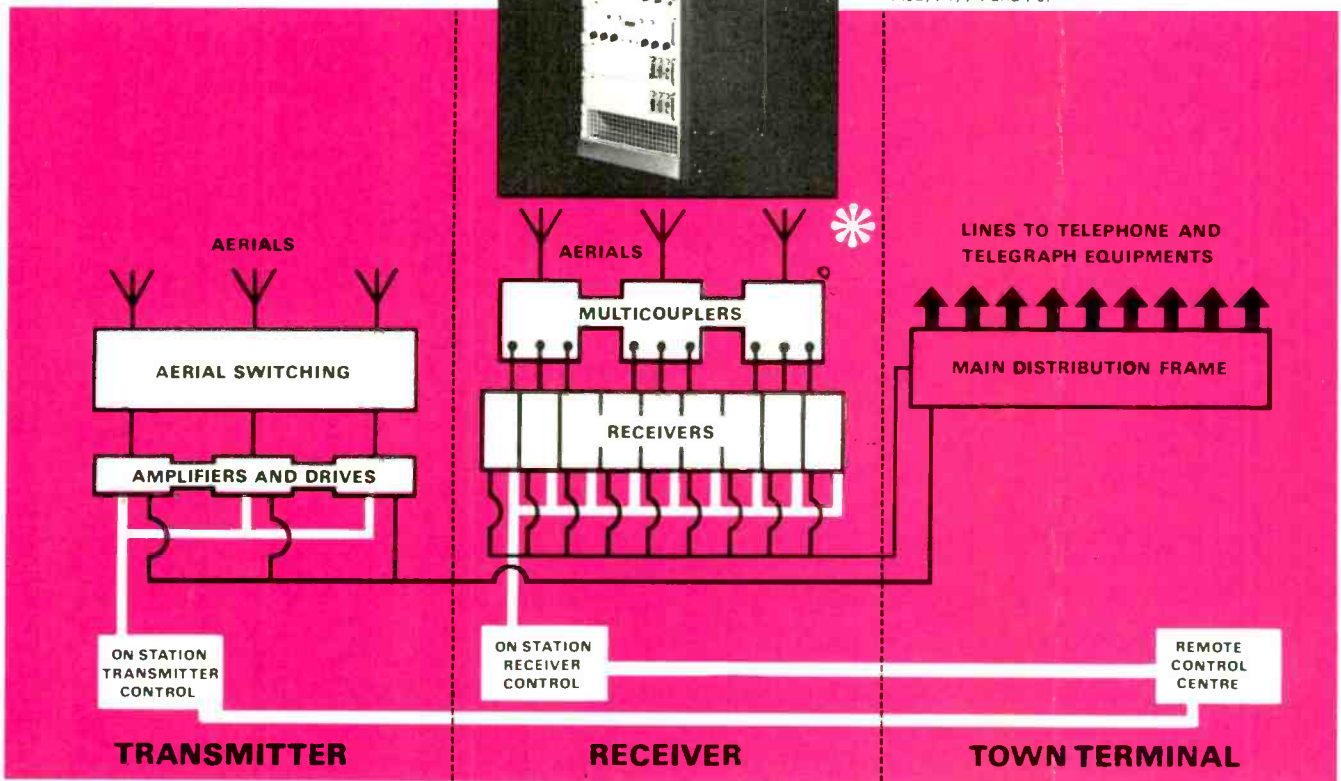 AERIALS
AERIAL SWITCHING
AMPLIFIERS AND DRIVES
ON STATION
TRANSMITTER
CONTROL
TRANSMITTER
AERIALS
MULTICOUPLERS
RECEIVERS
ON STATION
RECEIVER
CONTROL
RECEIVER
LINES TO TELEPHONE AND
TELEGRAPH EQUIPMENTS
MAIN DISTRIBUTION FRAME
REMOTE
CONTROL
CENTRE
TOWN TERMINAL